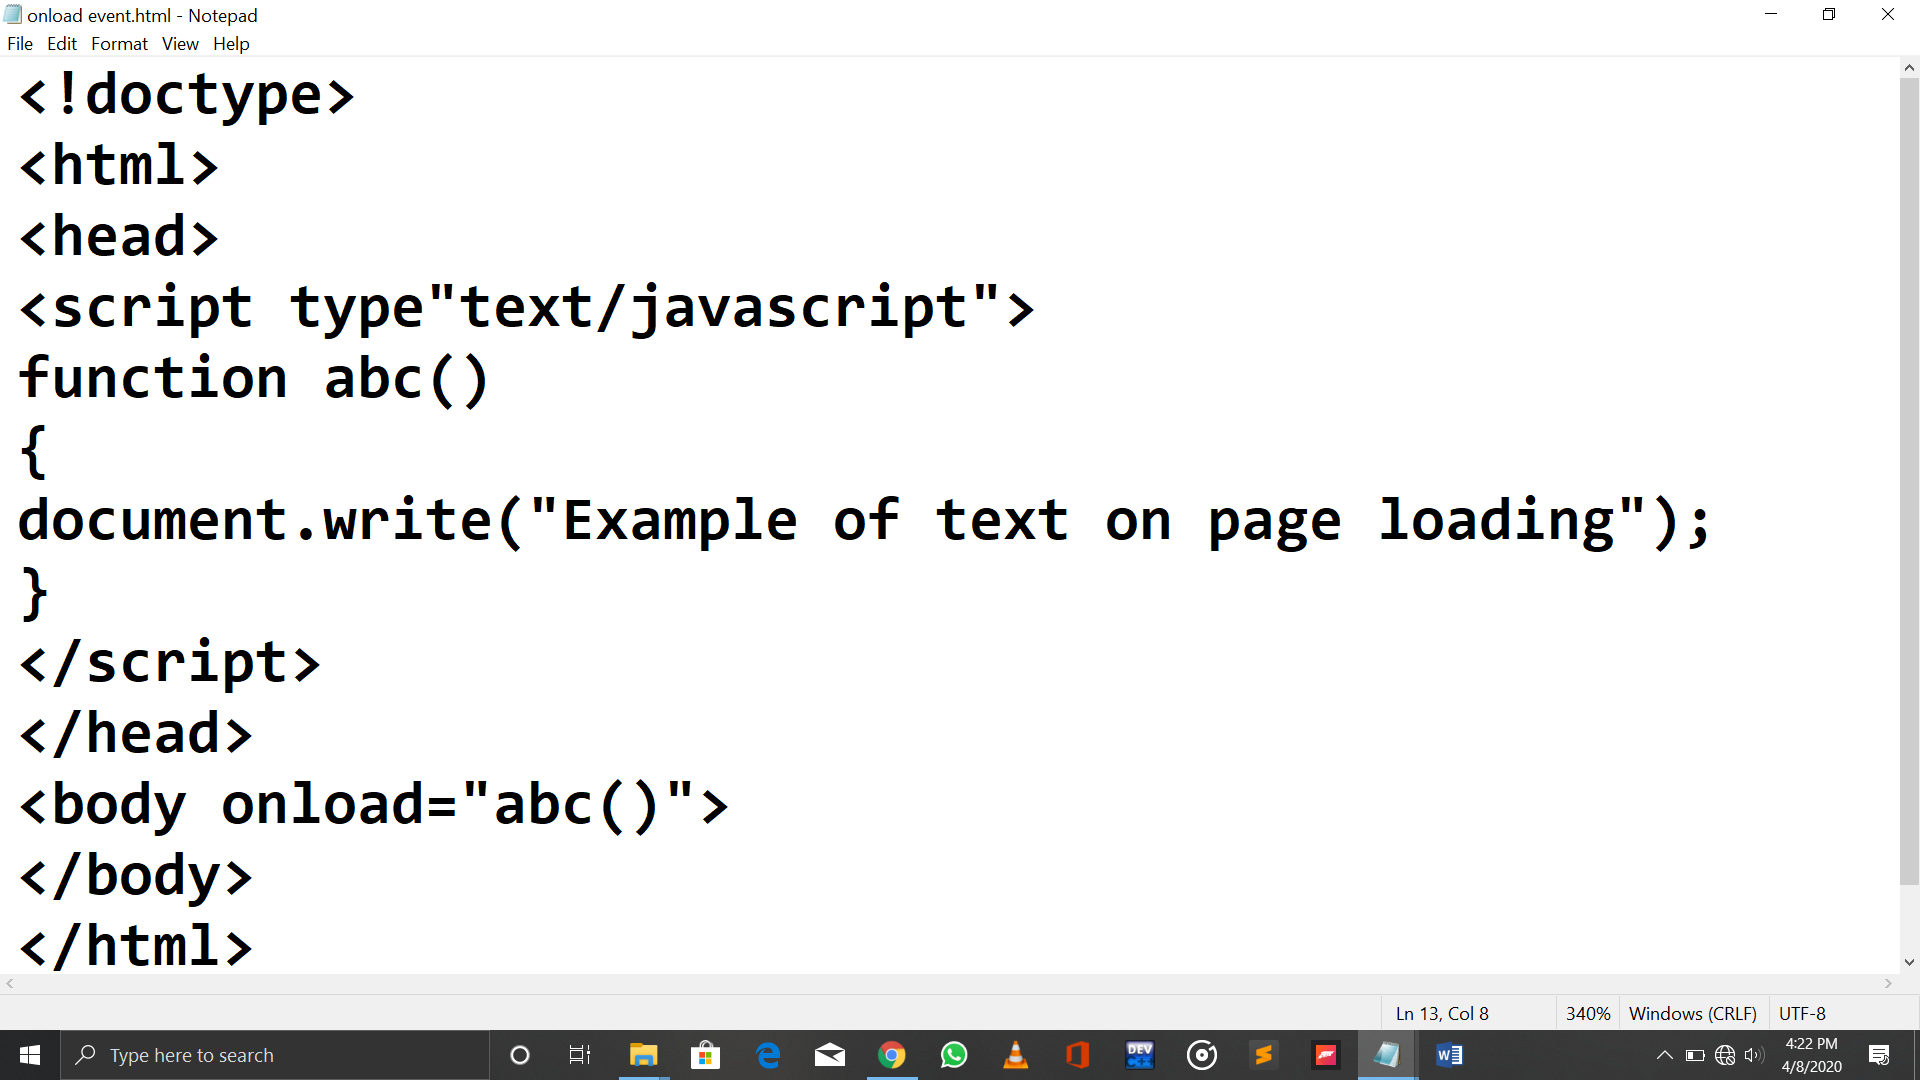 onload event.html - Notepad
File Edit Format View Help
<!doctype>
<html>
<head>
<script type"text/javascript">
function abc()
{
document.write("Example of text on page loading");
}
</script>
</head>
<body onload="abc()">
</body>
</html>
Ln 13, Col 8 340% Windows (CRLF) UTF-8
Type here to search
DEV C++
W
4:22 PM
4/8/2020